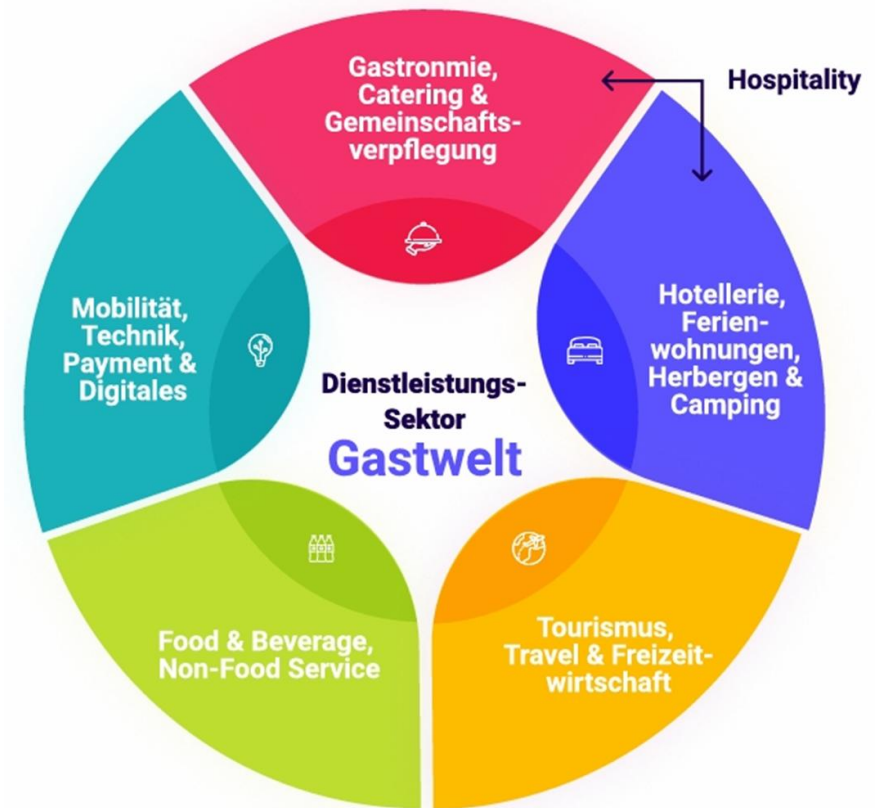 Gastronmie,
Catering &
Gemeinschafts-
verpflegung
Hospitality
Hotellerie,
Ferien-
wohnungen,
Herbergen &
Camping
Tourismus,
Travel & Freizeit-
wirtschaft
Food & Beverage,
Non-Food Service
Mobilität,
Technik,
Payment &
Digitales
Dienstleistungs-
Sektor
Gastwelt